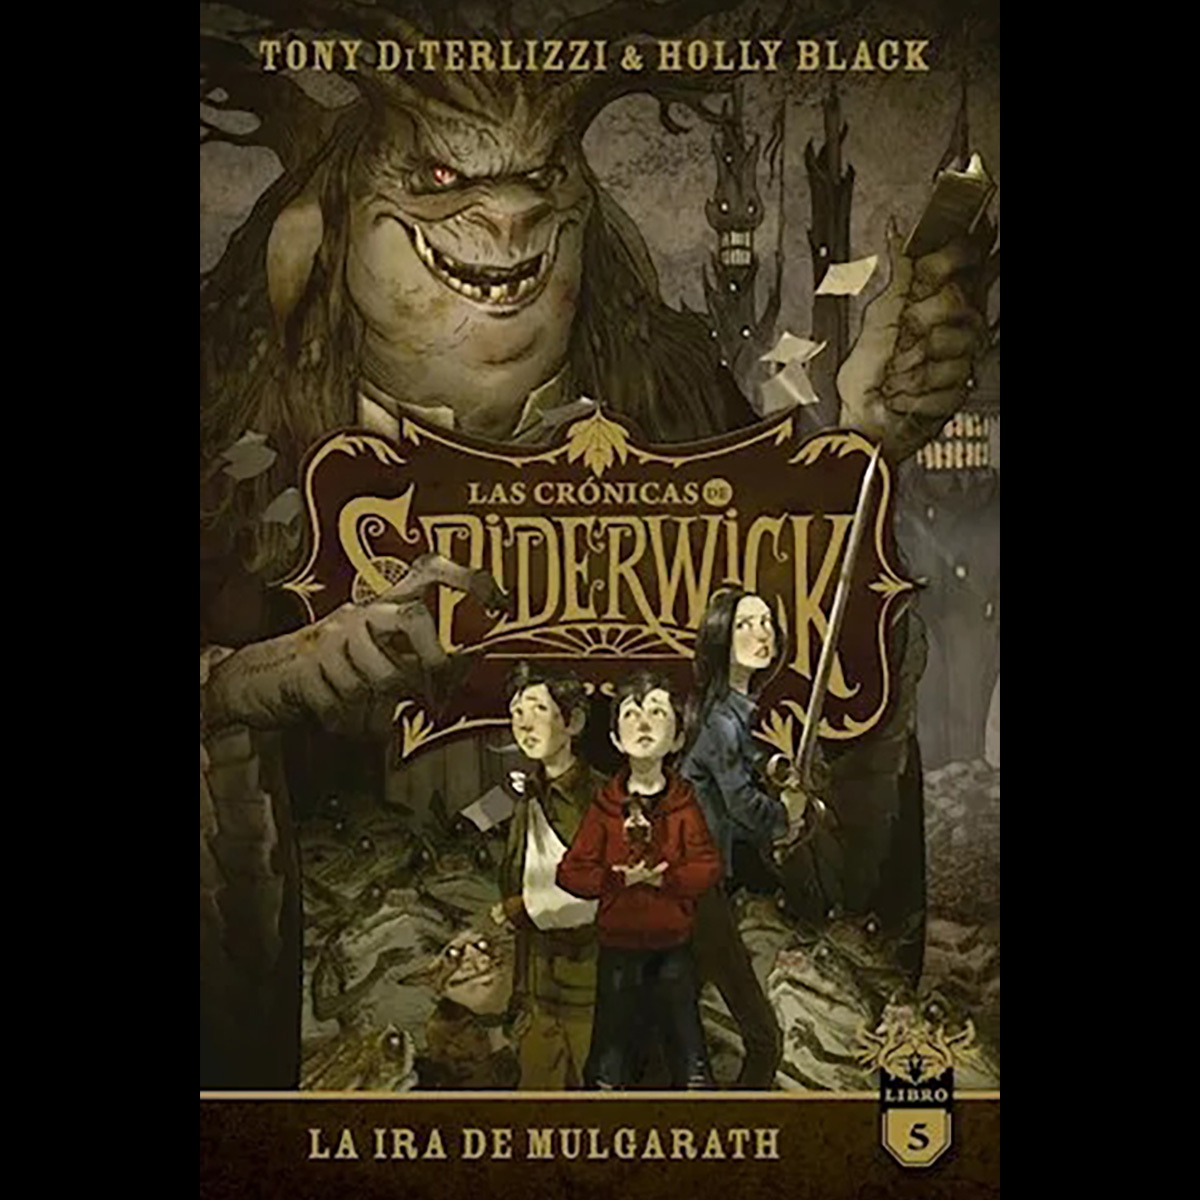 TONY DiTERLIZZI & HOLLY BLACK
LAS CRÓNICAS DE
SPIDERWICK
LIBRO
5
LA IRA DE MULGARATH